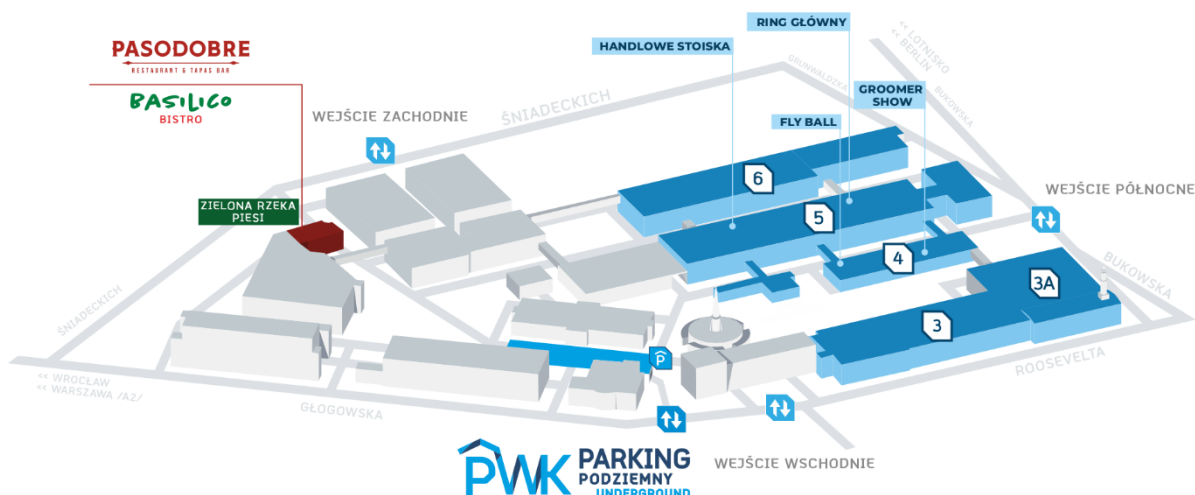 RING GŁÓWNY
HANDLOWE STOISKA
<< LOTNISKO
<< BERLIN
PASODOBRE
RESTAURANT & TAPAS BAR
GRUNWALDZKA
GROOMER
SHOW
BUKOWSKA
BASILICO
BISTRO
WEJŚCIE ZACHODNIE
ŚNIADECKICH
FLY BALL
6
WEJŚCIE PÓŁNOCNE
ZIELONA RZEKA
PIESI
5
4
BUKOWSKA
3A
ŚNIADECKICH
3
P
ROOSEVELTA
<< WROCŁAW
<< WARSZAWA /A2/
GŁOGOWSKA
PWK PARKING
PODZIEMNY
UNDERGROUND
WEJŚCIE WSCHODNIE